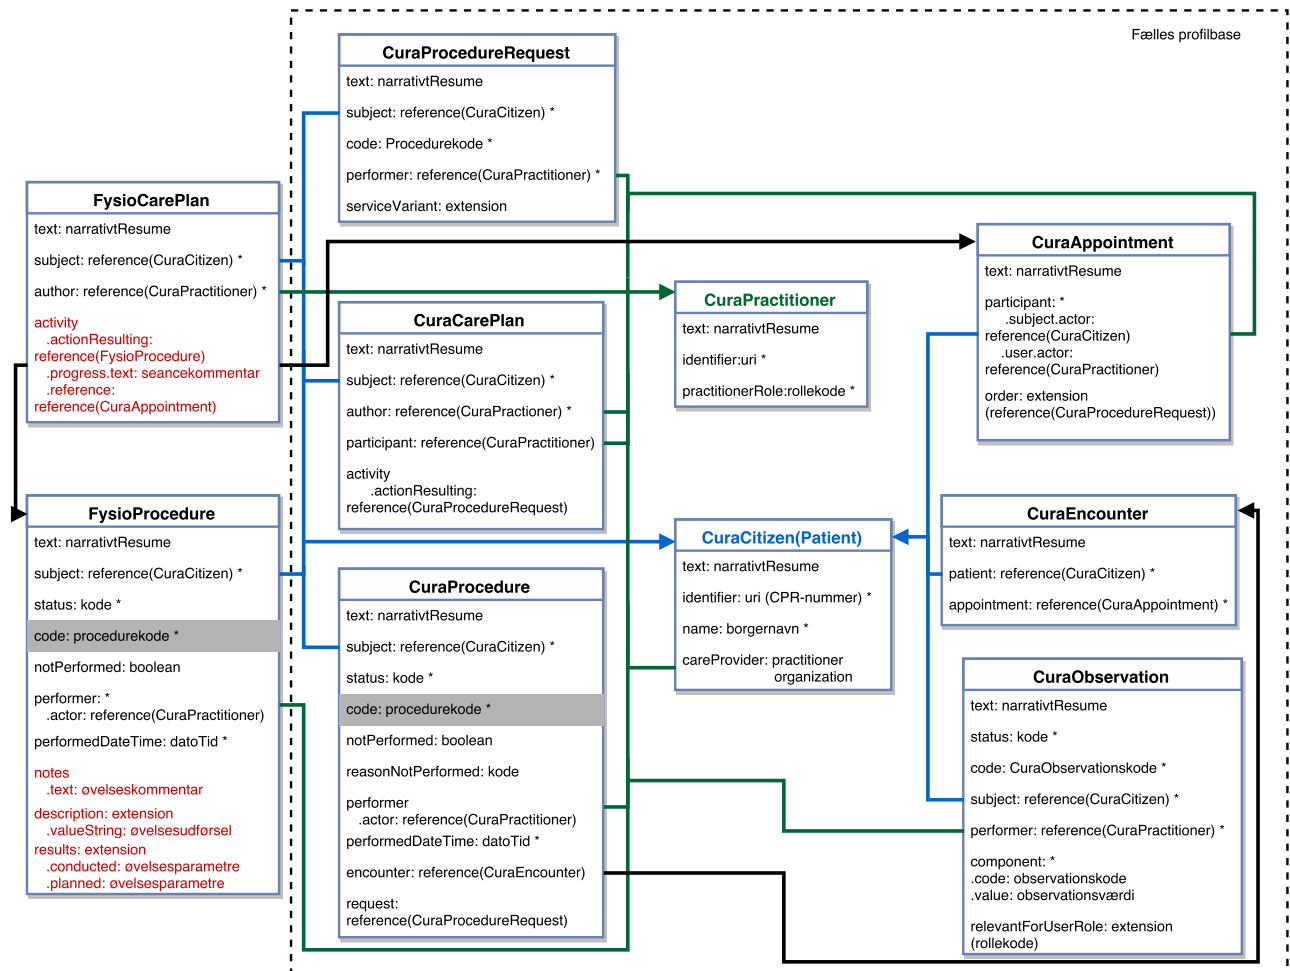 Fælles profilbase
CuraProcedureRequest
text: narrativtResume
subject: reference(CuraCitizen) *
code: Procedurekode *
performer: reference(CuraPractitioner) *
serviceVariant: extension
FysioCarePlan
text: narrativtResume
subject: reference(CuraCitizen) *
author: reference(CuraPractitioner) *
activity
.actionResulting:
reference(FysioProcedure)
.progress.text: seancekommentar
.reference:
reference(CuraAppointment)
CuraAppointment
text: narrativtResume
participant: *
.subject.actor:
reference(CuraCitizen)
.user.actor:
reference(CuraPractitioner)
order: extension
(reference(CuraProcedureRequest))
CuraPractitioner
text: narrativtResume
identifier:uri *
practitionerRole:rollekode *
CuraCarePlan
text: narrativtResume
subject: reference(CuraCitizen) *
author: reference(CuraPractioner) *
participant: reference(CuraPractitioner)
activity
.actionResulting:
reference(CuraProcedureRequest)
FysioProcedure
text: narrativtResume
subject: reference(CuraCitizen) *
status: kode *
code: procedurekode *
notPerformed: boolean
performer: *
.actor: reference(CuraPractitioner)
performedDateTime: datoTid *
notes
.text: øvelseskommentar
description: extension
.valueString: øvelsesudførsel
results: extension
.conducted: øvelsesparametre
.planned: øvelsesparametre
CuraCitizen(Patient)
text: narrativtResume
identifier: uri (CPR-nummer) *
name: borgernavn *
careProvider: practitioner
organization
CuraEncounter
text: narrativtResume
patient: reference(CuraCitizen) *
appointment: reference(CuraAppointment) *
CuraProcedure
text: narrativtResume
subject: reference(CuraCitizen) *
status: kode *
code: procedurekode *
notPerformed: boolean
reasonNotPerformed: kode
performer
.actor: reference(CuraPractitioner)
performedDateTime: datoTid *
encounter: reference(CuraEncounter)
request:
reference(CuraProcedureRequest)
CuraObservation
text: narrativtResume
status: kode *
code: CuraObservationskode *
subject: reference(CuraCitizen) *
performer: reference(CuraPractitioner) *
component: *
.code: observationskode
.value: observationsværdi
relevantForUserRole: extension
(rollekode)